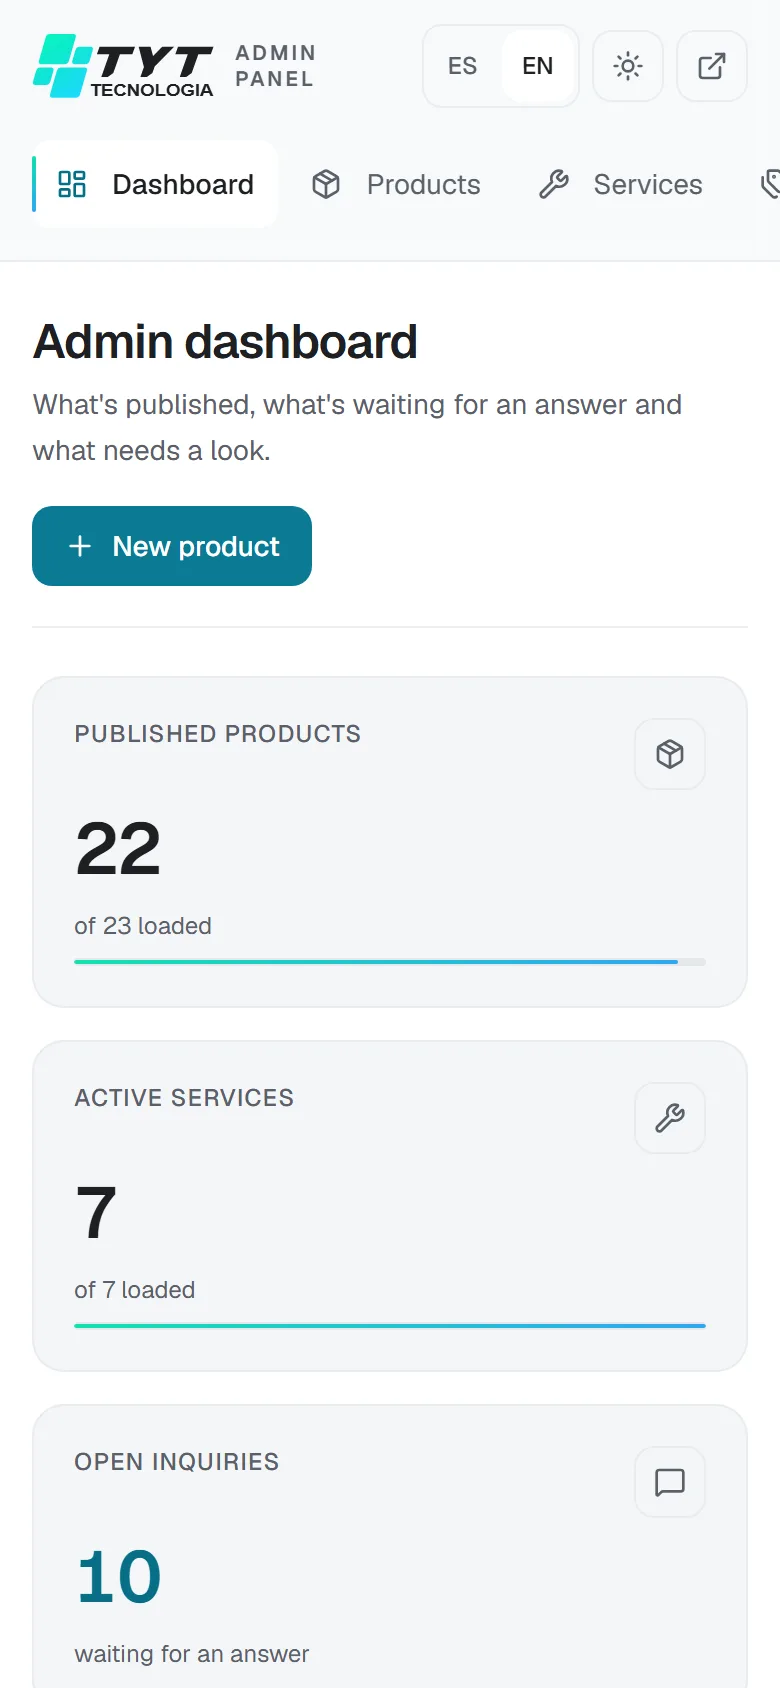 TYT
TECNOLOGIA
ADMIN
PANEL
ES
EN
Dashboard
Products
Services
Admin dashboard
What's published, what's waiting for an answer and
what needs a look.
New product
PUBLISHED PRODUCTS
22
of 23 loaded
ACTIVE SERVICES
7
of 7 loaded
OPEN INQUIRIES
10
waiting for an answer